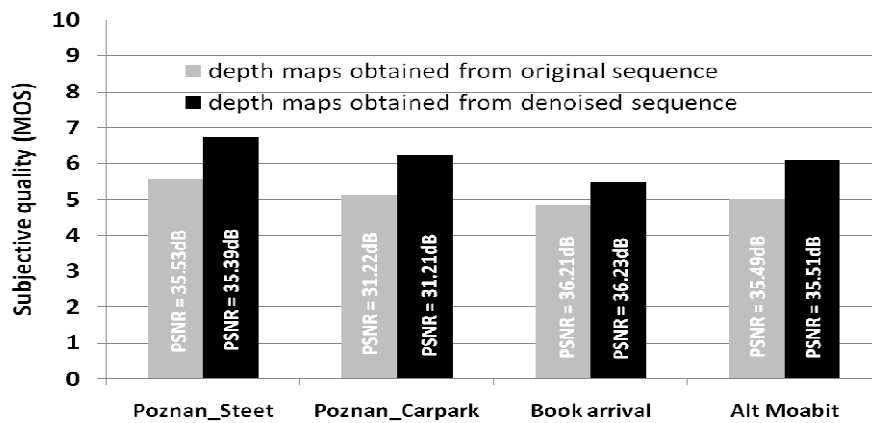 10
9
8
7
6
5
4
3
2
1
0
Subjective quality (MOS)
depth maps obtained from original sequence
depth maps obtained from denoised sequence
PSNR = 35.53dB
PSNR = 35.39dB
PSNR = 31.22dB
PSNR = 31.21dB
PSNR = 36.21dB
PSNR = 36.23dB
PSNR = 35.49dB
PSNR = 35.51dB
Poznan_Steet
Poznan_Carpark
Book arrival
Alt Moabit